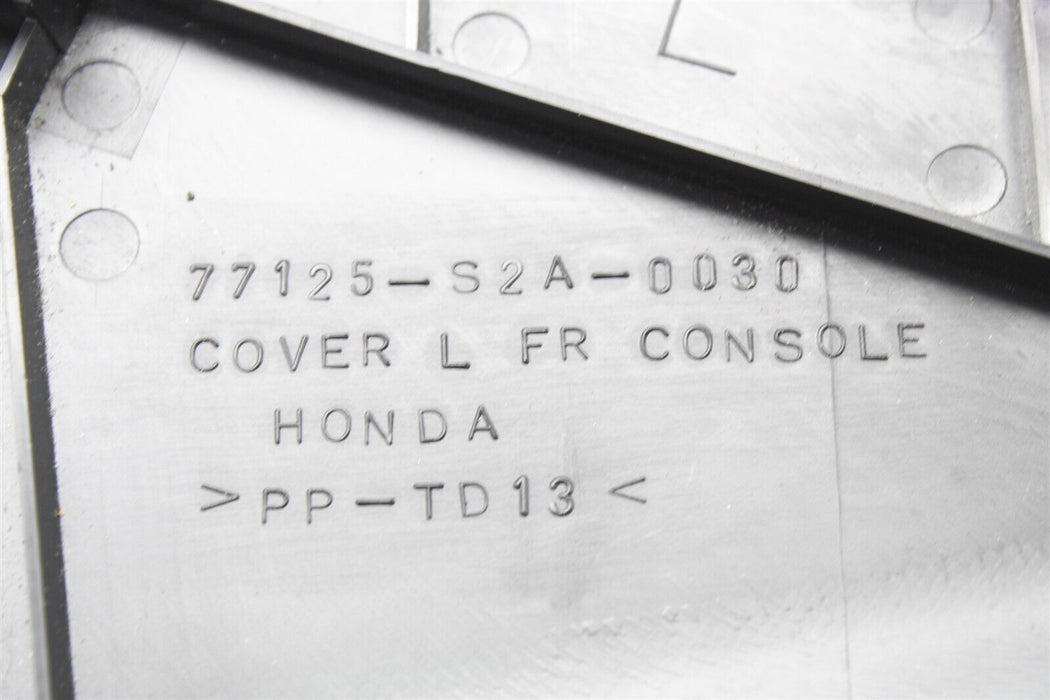 L
77125-S2A-0030
COVER L FR CONSOLE
HONDA
>PP-TD13<